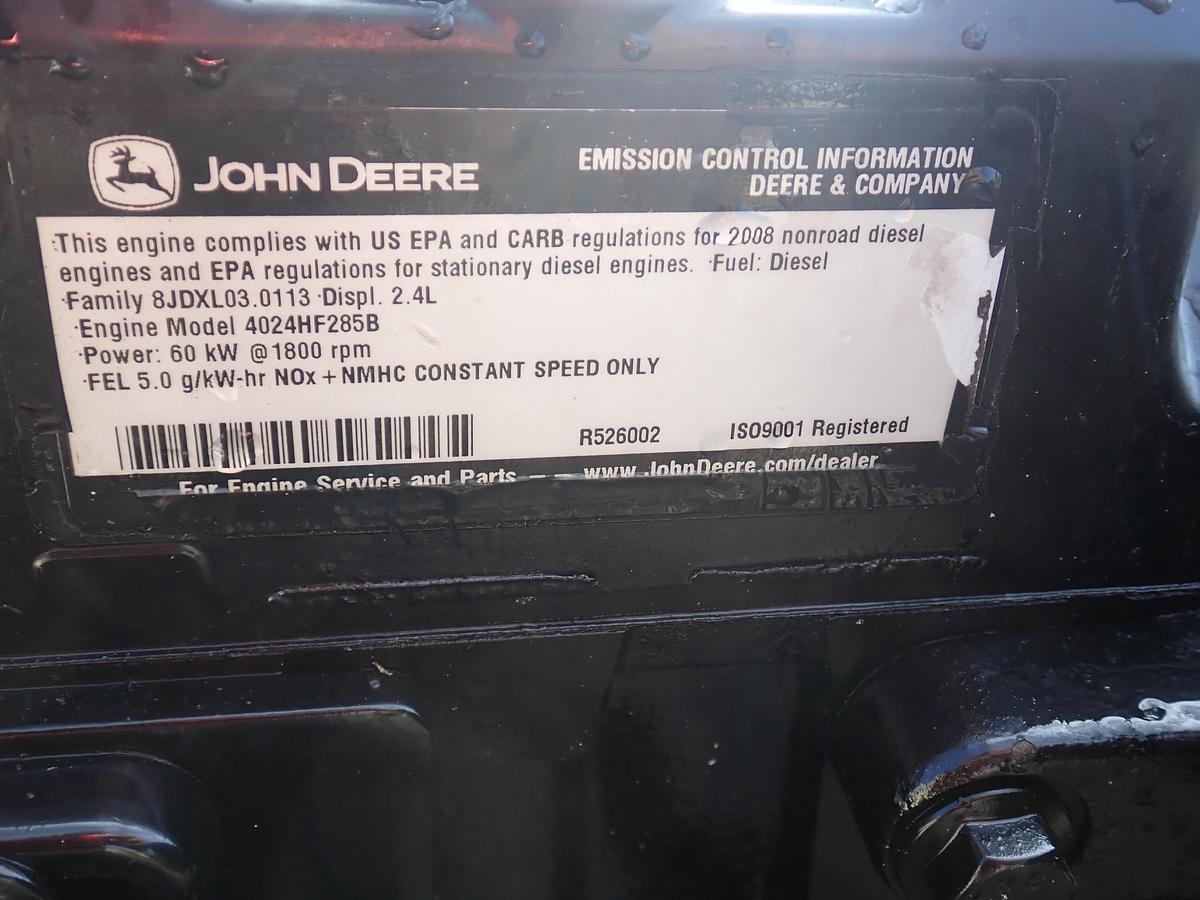 JOHN DEERE
EMISSION CONTROL INFORMATION
DEERE & COMPANY
·This engine complies with US EPA and CARB regulations for 2008 nonroad diesel
engines and EPA regulations for stationary diesel engines. ·Fuel: Diesel
·Family 8JDXL03.0113 ·Displ. 2.4L
·Engine Model 4024HF285B
·Power: 60 kW @1800 rpm
·FEL 5.0 g/kW-hr NOx + NMHC CONSTANT SPEED ONLY
R526002 ISO9001 Registered
For Engine Service and Parts — www.JohnDeere.com/dealer